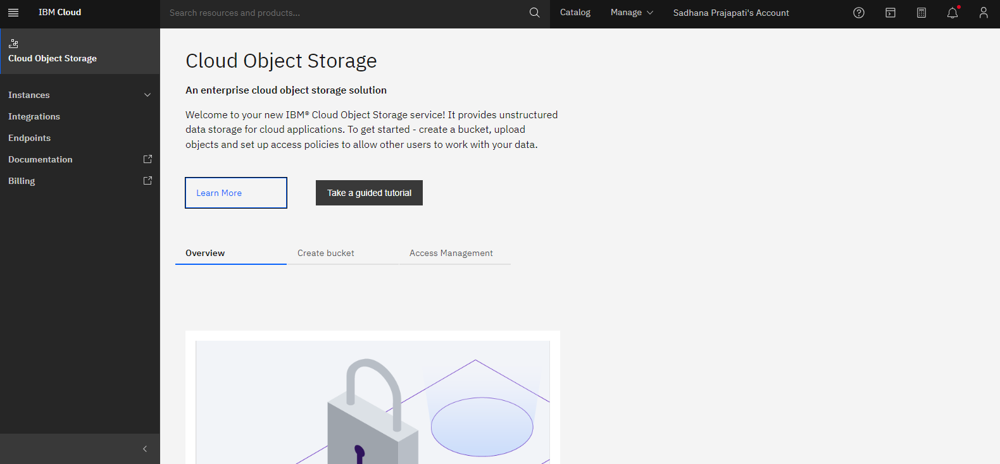 IBM Cloud
Search resources and products...
Catalog
Manage
Sadhana Prajapati's Account
Cloud Object Storage
Instances
Integrations
Endpoints
Documentation
Billing
Cloud Object Storage
An enterprise cloud object storage solution
Welcome to your new IBM® Cloud Object Storage service! It provides unstructured
data storage for cloud applications. To get started - create a bucket, upload
objects and set up access policies to allow other users to work with your data.
Learn More
Take a guided tutorial
Overview
Create bucket
Access Management